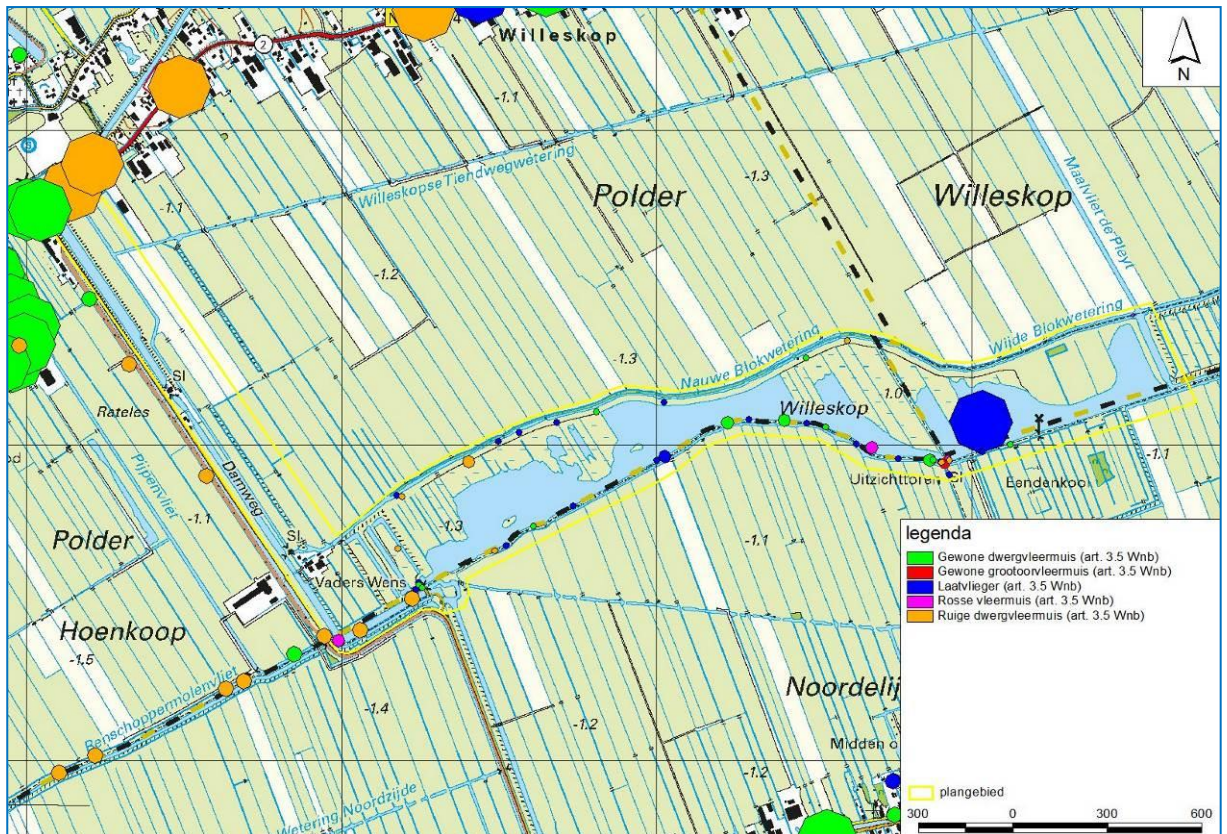 Willeskop
N
4
2
-1.1
Maalvliet de Pleyt
-1.3
Willeskopse Tiendwegwetering
Polder
Willeskop
-1.1
-1.2
Wijde Blokwetering
Nauwe Blokwetering
-1.3
SI
Rateles
Willeskop
1.0
Pijpenvliet
Damweg
-1.1
-1.1
Uitzichttoren SI
Eendenkooi
-1.3
-1.1
Polder
SI
Vaders Wens
Hoenkoop
-1.5
Benschoppermolenvliet
-1.4
-1.2
Noordelij
Midden o
-1.2
Wetering Noordzijde
legenda
Gewone dwergvleermuis (art. 3.5 Wnb)
Gewone grootoorvleermuis (art. 3.5 Wnb)
Laatvlieger (art. 3.5 Wnb)
Rosse vleermuis (art. 3.5 Wnb)
Ruige dwergvleermuis (art. 3.5 Wnb)
plangebied
300 0 300 600